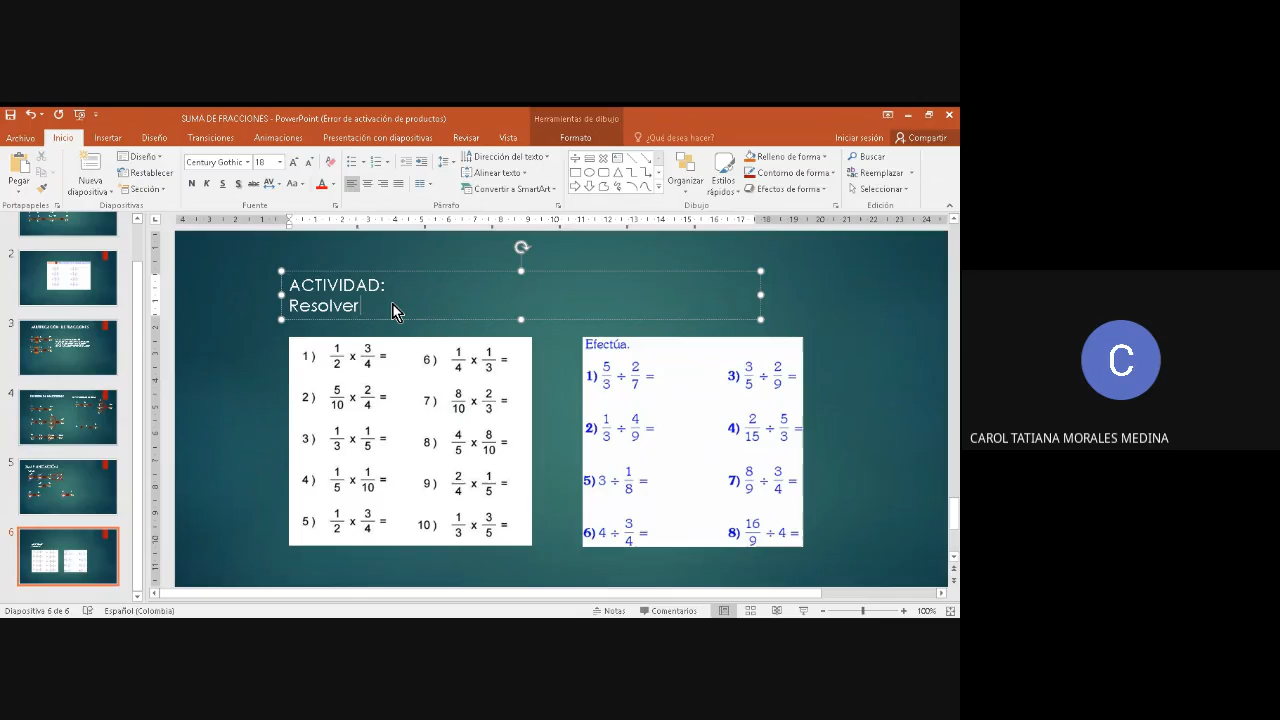 SUMA DE FRACCIONES - PowerPoint (Error de activación de productos)
Herramientas de dibujo
Archivo Inicio Insertar Diseño Transiciones Animaciones Presentación con diapositivas Revisar Vista Formato ¿Qué desea hacer? Iniciar sesión Compartir
Pegar
Portapapeles
Nueva diapositiva
Diseño
Restablecer
Sección
Diapositivas
Century Gothic 18
N K S S abc AV Aa A
Fuente
Párrafo
Dirección del texto
Alinear texto
Convertir a SmartArt
Organizar
Estilos rápidos
Relleno de forma
Contorno de forma
Efectos de forma
Dibujo
Buscar
Reemplazar
Seleccionar
Edición
2
3
4
5
6
ACTIVIDAD:
Resolver
1) 1/2 x 3/4 =
2) 5/10 x 2/4 =
3) 1/3 x 1/5 =
4) 1/5 x 1/10 =
5) 1/2 x 3/4 =
6) 1/4 x 1/3 =
7) 8/10 x 2/3 =
8) 4/5 x 8/10 =
9) 2/4 x 1/5 =
10) 1/3 x 3/5 =
Efectúa.
1) 5/3 ÷ 2/7 =
3) 3/5 ÷ 2/9 =
2) 1/3 ÷ 4/9 =
4) 2/15 ÷ 5/3 =
5) 3 ÷ 1/8 =
7) 8/9 ÷ 3/4 =
6) 4 ÷ 3/4 =
8) 16/9 ÷ 4 =
Diapositiva 6 de 6 Español (Colombia) Notas Comentarios 100%
C
CAROL TATIANA MORALES MEDINA